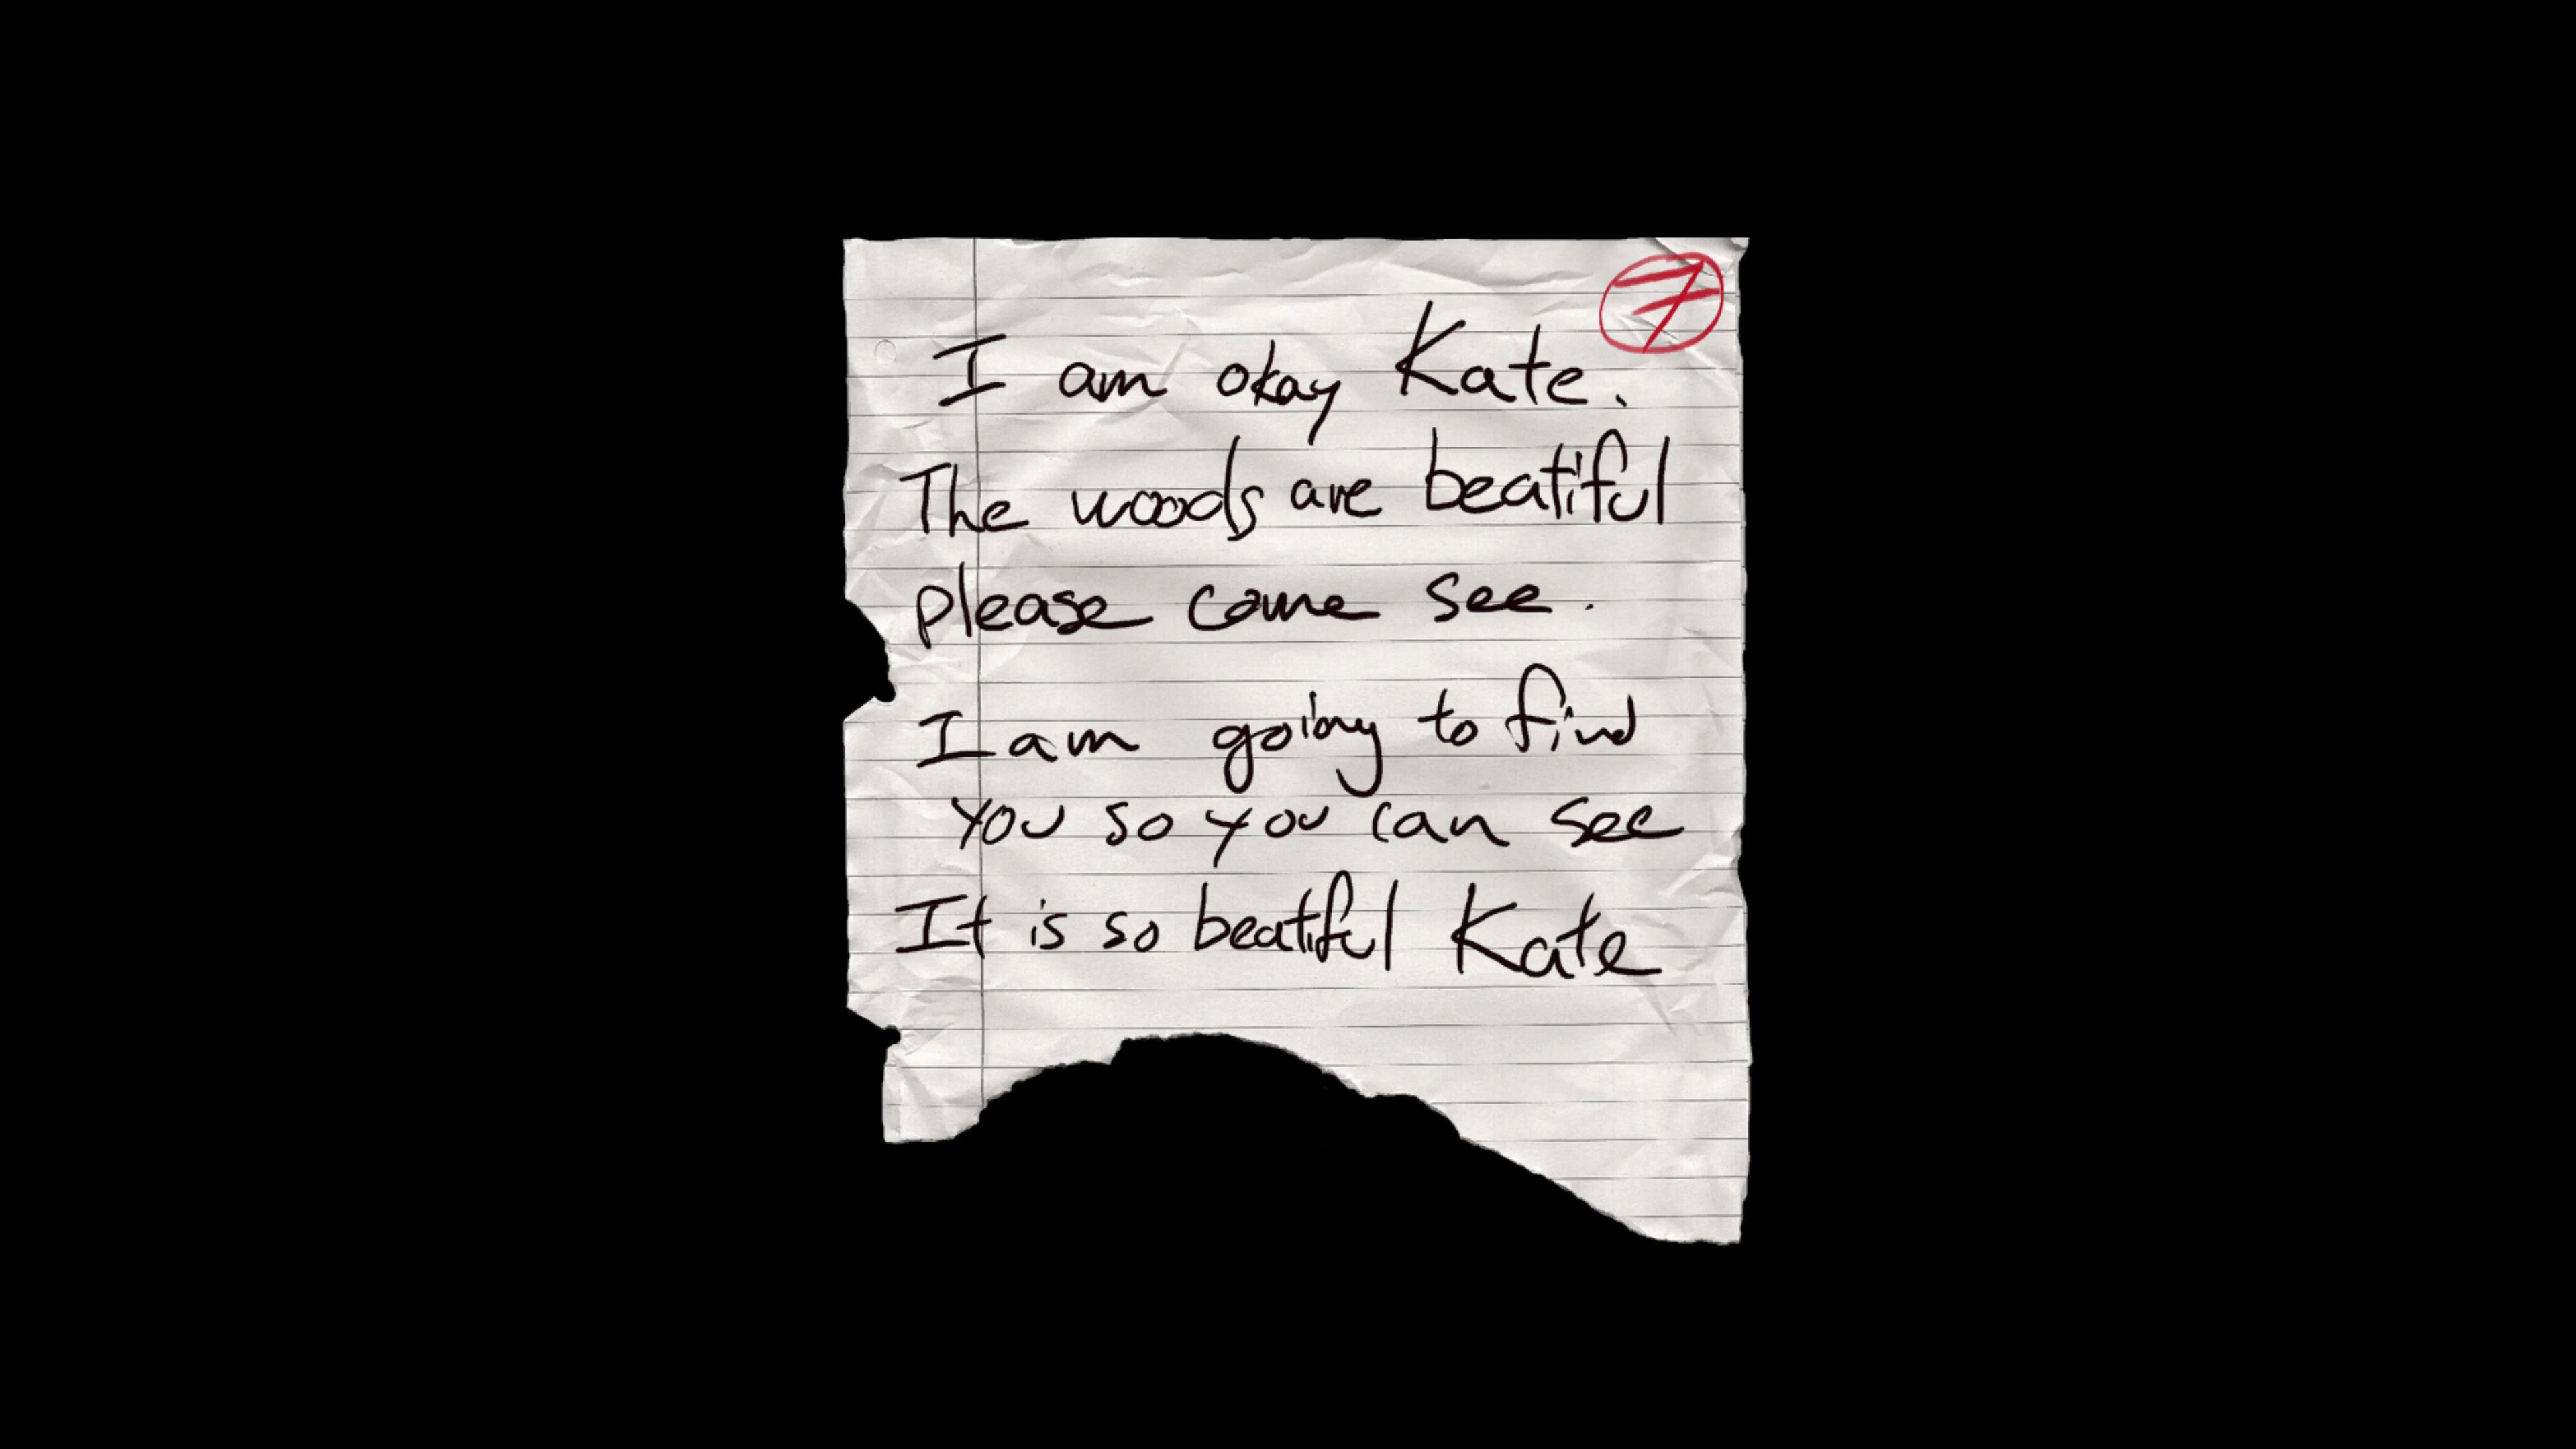 7
I am okay Kate.
The woods are beatiful
please come see.
I am going to find
you so you can see
It is so beatiful Kate